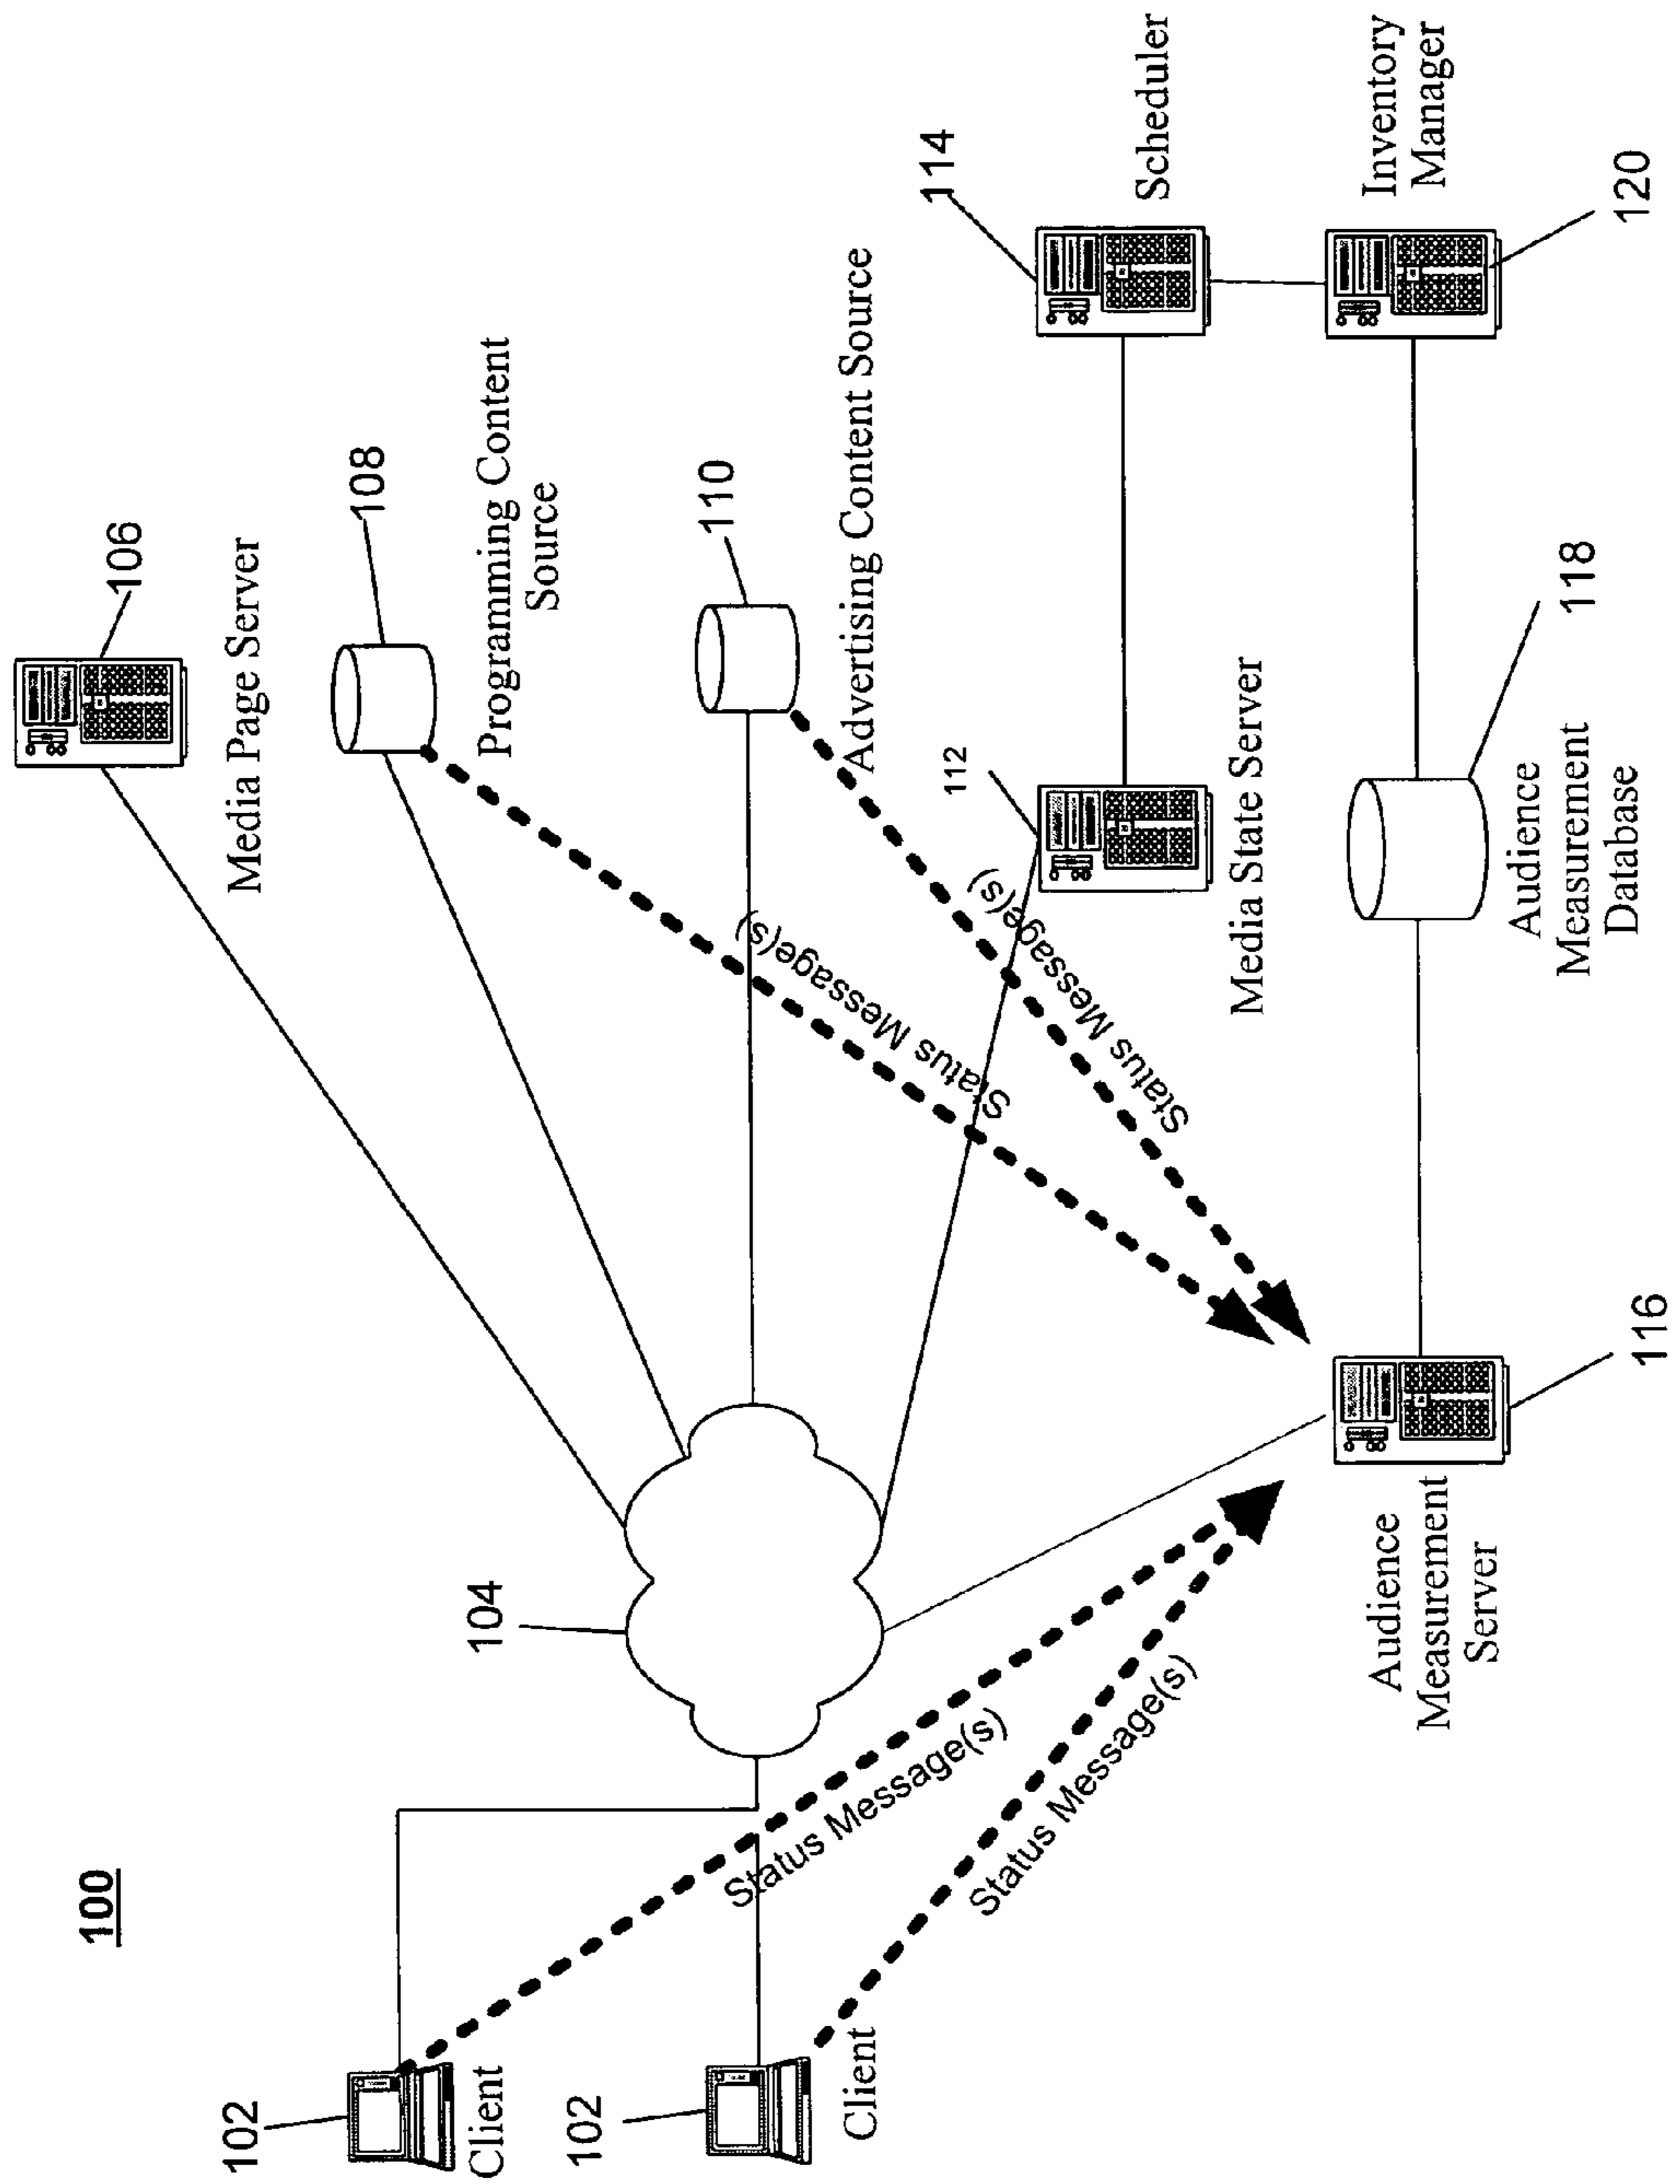 100
102
Client
102
Client
104
106
Media Page Server
108
Programming Content
Source
110
Advertising Content Source
112
Media State Server
114
Scheduler
Status Message(s)
Status Message(s)
Status Message(s)
Status Message(s)
Audience
Measurement
Server
116
Audience
Measurement
Database
118
Inventory
Manager
120